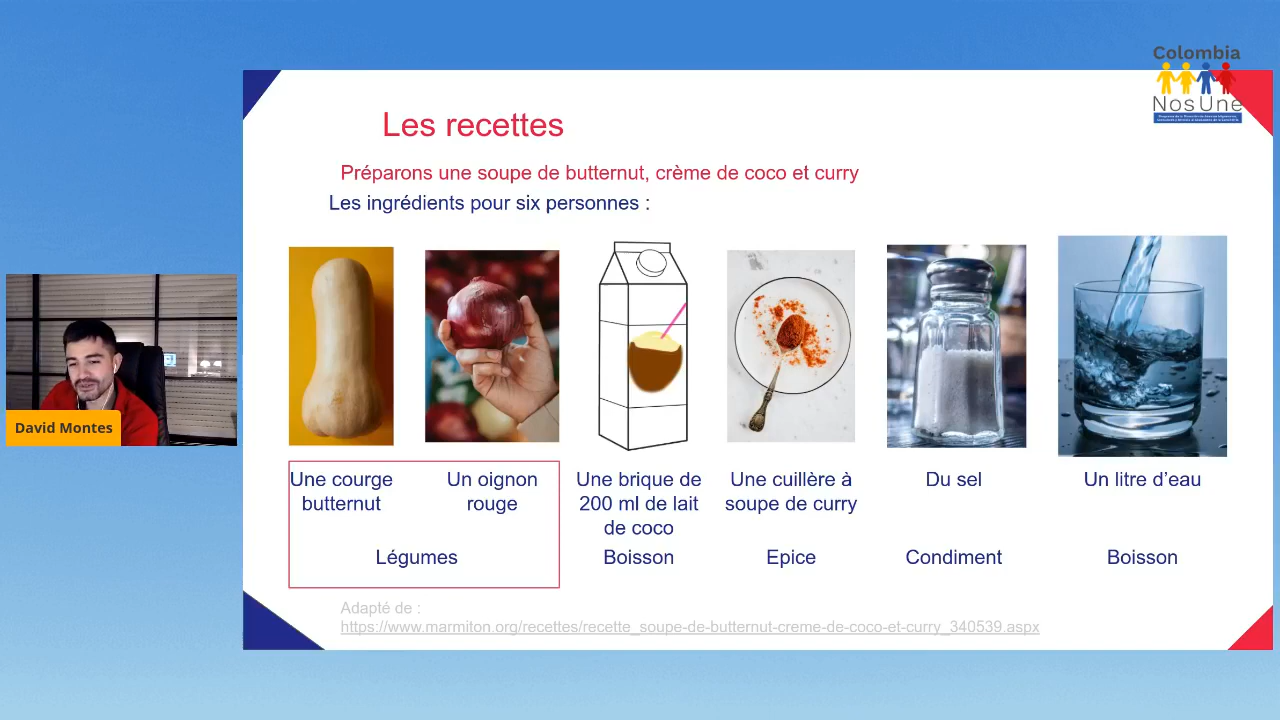 Colombia
NosUne
Les recettes
Préparons une soupe de butternut, crème de coco et curry
Les ingrédients pour six personnes :
David Montes
Une courge
butternut
Un oignon
rouge
Une brique de
200 ml de lait
de coco
Une cuillère à
soupe de curry
Du sel
Un litre d'eau
Légumes
Boisson
Epice
Condiment
Boisson
Adapté de :
https://www.marmiton.org/recettes/recette_soupe-de-butternut-creme-de-coco-et-curry_340539.aspx